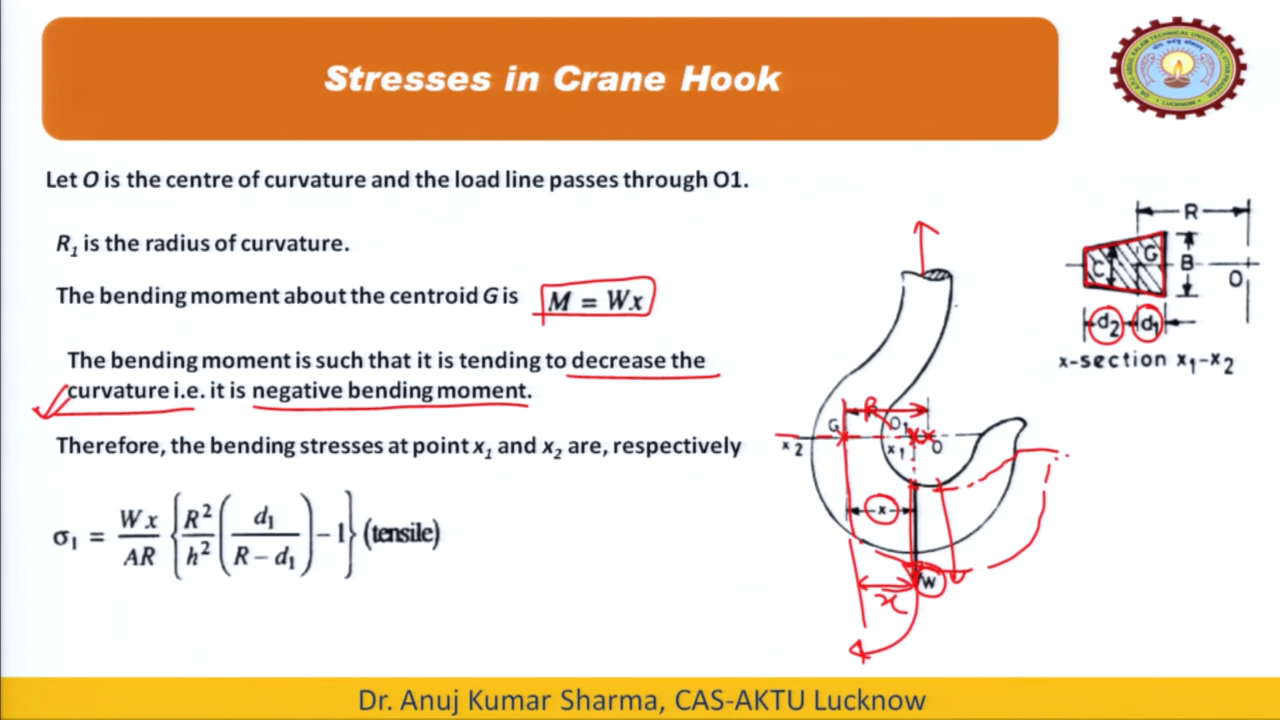 Stresses in Crane Hook
Let O is the centre of curvature and the load line passes through O1.
R₁ is the radius of curvature.
The bending moment about the centroid G is M = Wx
The bending moment is such that it is tending to decrease the
curvature i.e. it is negative bending moment.
Therefore, the bending stresses at point x₁ and x₂ are, respectively
σ₁ = Wx/AR {R²/h² (d₁/(R − d₁)) − 1} (tensile)
R
G
C
B
O
d₂ d₁
x-section x₁-x₂
R
G
O₁
x₂
x₁
O
x
W
x
Dr. Anuj Kumar Sharma, CAS-AKTU Lucknow